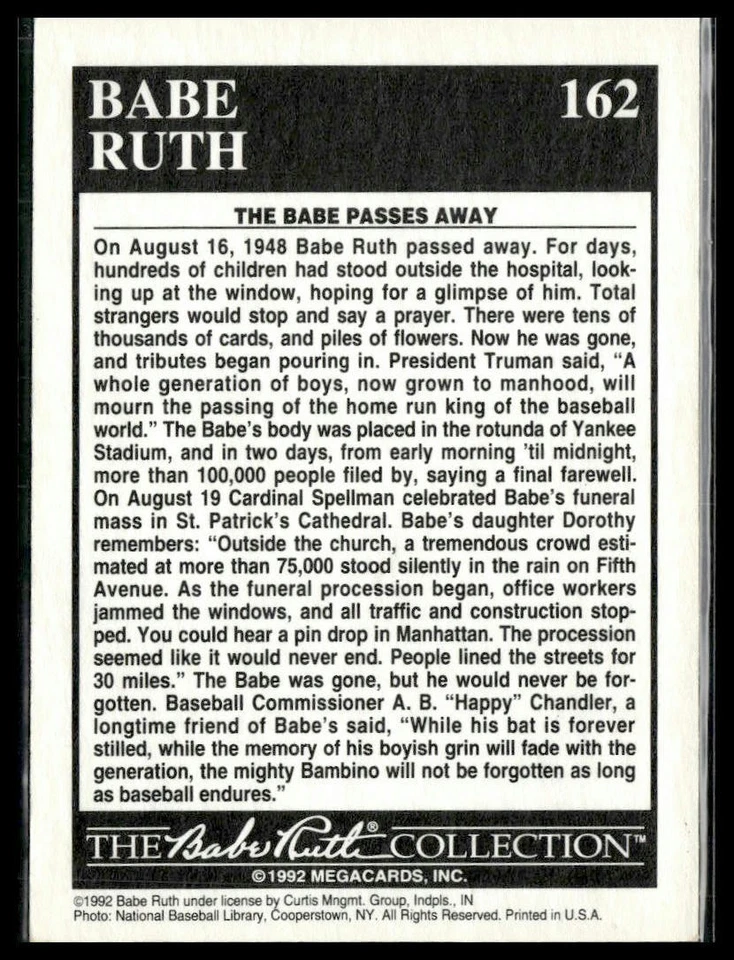 BABE
RUTH
162
THE BABE PASSES AWAY
On August 16, 1948 Babe Ruth passed away. For days,
hundreds of children had stood outside the hospital, look-
ing up at the window, hoping for a glimpse of him. Total
strangers would stop and say a prayer. There were tens of
thousands of cards, and piles of flowers. Now he was gone,
and tributes began pouring in. President Truman said, “A
whole generation of boys, now grown to manhood, will
mourn the passing of the home run king of the baseball
world.” The Babe’s body was placed in the rotunda of Yankee
Stadium, and in two days, from early morning ’til midnight,
more than 100,000 people filed by, saying a final farewell.
On August 19 Cardinal Spellman celebrated Babe’s funeral
mass in St. Patrick’s Cathedral. Babe’s daughter Dorothy
remembers: “Outside the church, a tremendous crowd esti-
mated at more than 75,000 stood silently in the rain on Fifth
Avenue. As the funeral procession began, office workers
jammed the windows, and all traffic and construction stop-
ped. You could hear a pin drop in Manhattan. The procession
seemed like it would never end. People lined the streets for
30 miles.” The Babe was gone, but he would never be for-
gotten. Baseball Commissioner A. B. “Happy” Chandler, a
longtime friend of Babe’s said, “While his bat is forever
stilled, while the memory of his boyish grin will fade with the
generation, the mighty Bambino will not be forgotten as long
as baseball endures.”
THE Babe Ruth® COLLECTION™
©1992 MEGACARDS, INC.
©1992 Babe Ruth under license by Curtis Mngmt. Group, Indpls., IN
Photo: National Baseball Library, Cooperstown, NY. All Rights Reserved. Printed in U.S.A.